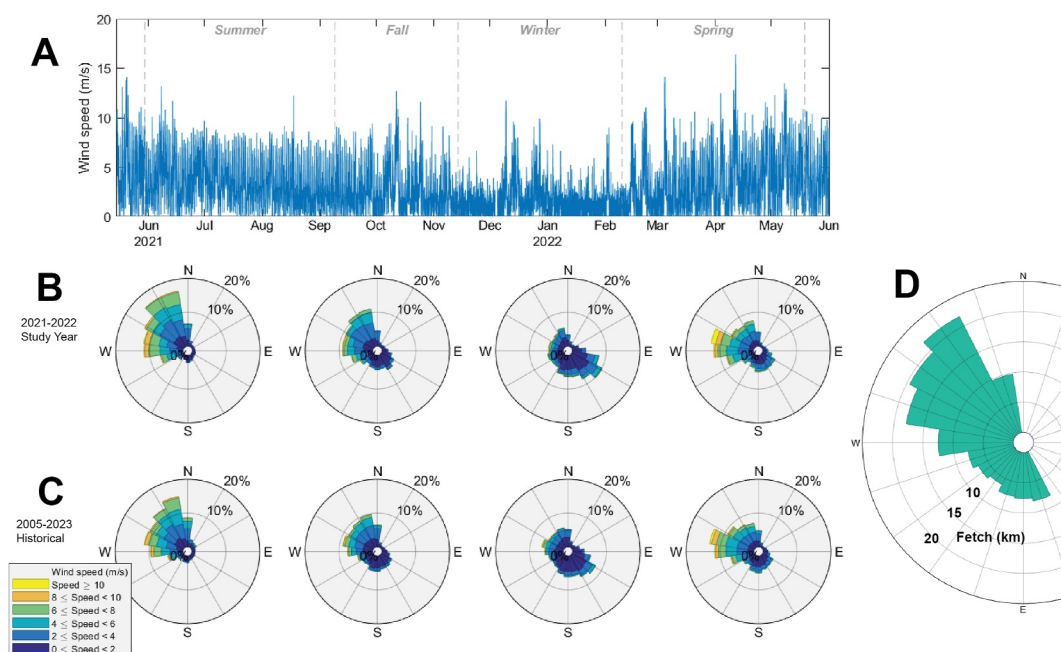 A
Wind speed (m/s)
20
15
10
5
0
Summer
Fall
Winter
Spring
Jun
Jul
Aug
Sep
Oct
Nov
Dec
Jan
Feb
Mar
Apr
May
Jun
2021
2022
B
2021-2022
Study Year
N
20%
10%
0%
W
E
S
N
20%
10%
0%
W
E
S
N
20%
10%
0%
W
E
S
N
20%
10%
0%
W
E
S
C
2005-2023
Historical
N
20%
10%
0%
W
E
S
N
20%
10%
0%
W
E
S
N
20%
10%
0%
W
E
S
N
20%
10%
0%
W
E
S
Wind speed (m/s)
Speed ≥ 10
8 ≤ Speed < 10
6 ≤ Speed < 8
4 ≤ Speed < 6
2 ≤ Speed < 4
0 ≤ Speed < 2
D
N
W
10
15
20
Fetch (km)
E